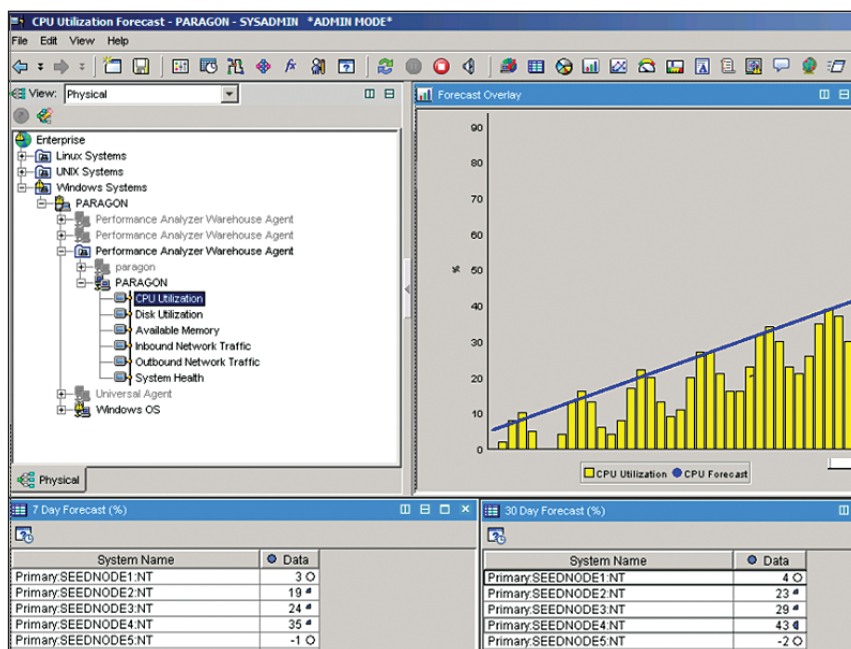 CPU Utilization Forecast - PARAGON - SYSADMIN *ADMIN MODE*
File Edit View Help
View: Physical
Enterprise
Linux Systems
UNIX Systems
Windows Systems
PARAGON
Performance Analyzer Warehouse Agent
Performance Analyzer Warehouse Agent
Performance Analyzer Warehouse Agent
paragon
PARAGON
CPU Utilization
Disk Utilization
Available Memory
Inbound Network Traffic
Outbound Network Traffic
System Health
Universal Agent
Windows OS
Physical
Forecast Overlay
90
80
70
60
%
50
40
30
20
10
0
CPU Utilization CPU Forecast
7 Day Forecast (%)
System Name Data
Primary:SEEDNODE1:NT 3
Primary:SEEDNODE2:NT 19
Primary:SEEDNODE3:NT 24
Primary:SEEDNODE4:NT 35
Primary:SEEDNODE5:NT -1
30 Day Forecast (%)
System Name Data
Primary:SEEDNODE1:NT 4
Primary:SEEDNODE2:NT 23
Primary:SEEDNODE3:NT 29
Primary:SEEDNODE4:NT 43
Primary:SEEDNODE5:NT -2